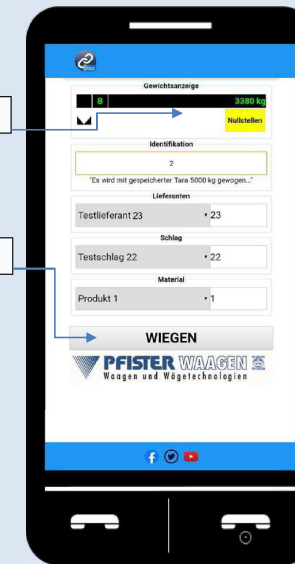 Gewichtsanzeige
B 3380 kg
Nullstellen
Identifikation
2
"Es wird mit gespeicherter Tara 5000 kg gewogen..."
Lieferanten
Testlieferant 23 23
Schlag
Testschlag 22 22
Material
Produkt 1 1
WIEGEN
PFISTER WAAGEN
Waagen und Wägetechnologien